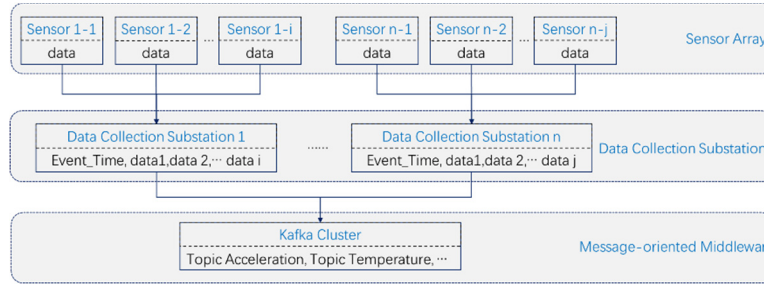 Sensor 1-1 Sensor 1-2 ... Sensor 1-i Sensor n-1 Sensor n-2 ... Sensor n-j
data data data data data data
Sensor Array
Data Collection Substation 1 ...... Data Collection Substation n
Event_Time, data1,data 2,··· data i Event_Time, data1,data 2,··· data j
Data Collection Substation
Kafka Cluster
Topic Acceleration, Topic Temperature, ···
Message-oriented Middlewar